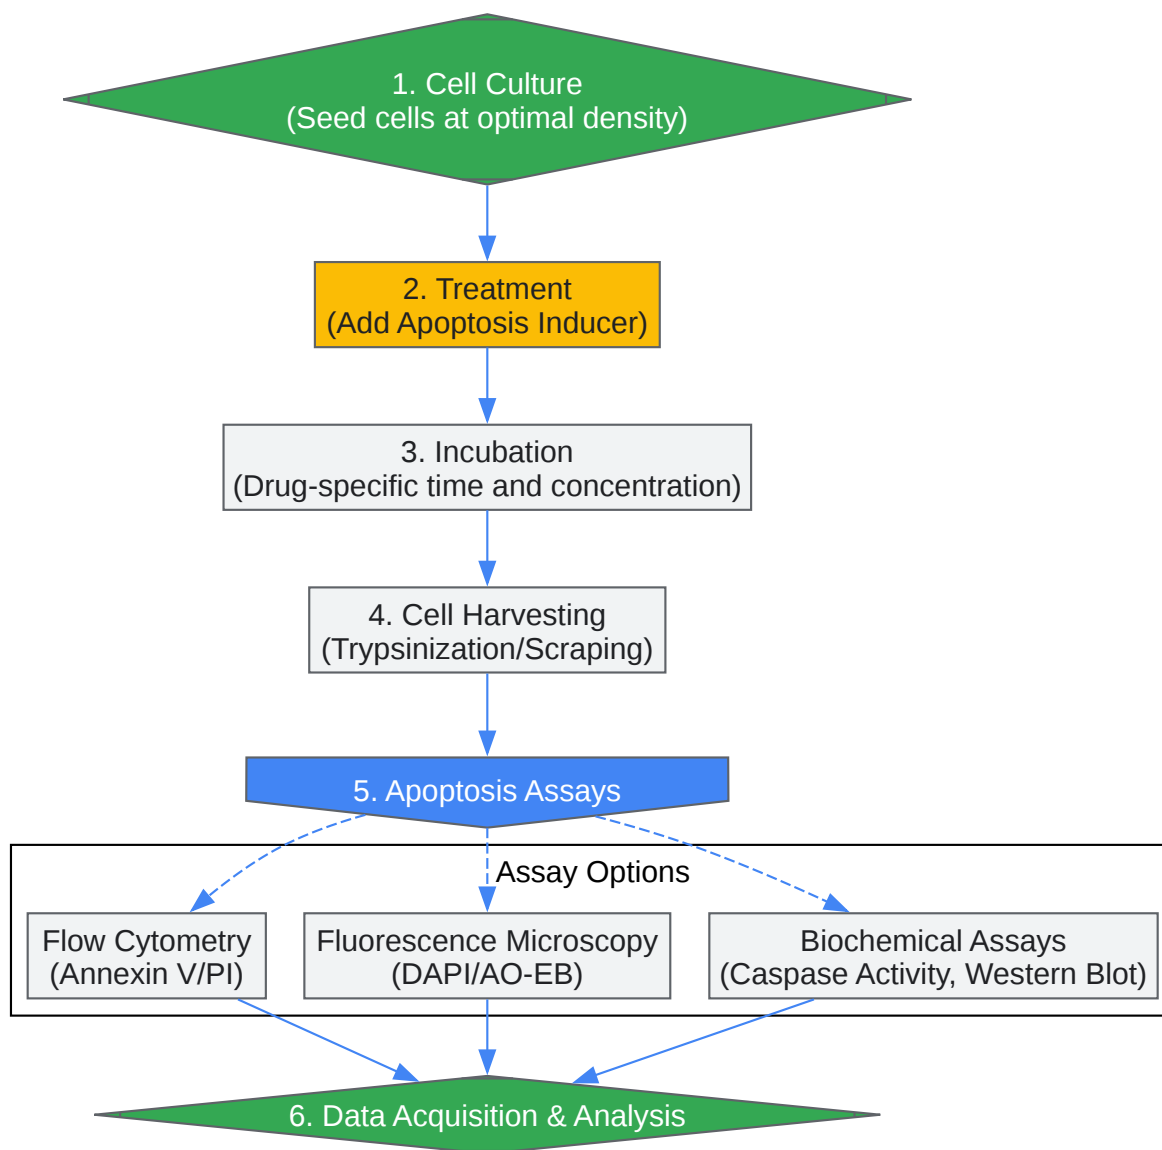 1. Cell Culture
(Seed cells at optimal density)
2. Treatment
(Add Apoptosis Inducer)
3. Incubation
(Drug-specific time and concentration)
4. Cell Harvesting
(Trypsinization/Scraping)
5. Apoptosis Assays
Assay Options
Flow Cytometry
(Annexin V/PI)
Fluorescence Microscopy
(DAPI/AO-EB)
Biochemical Assays
(Caspase Activity, Western Blot)
6. Data Acquisition & Analysis